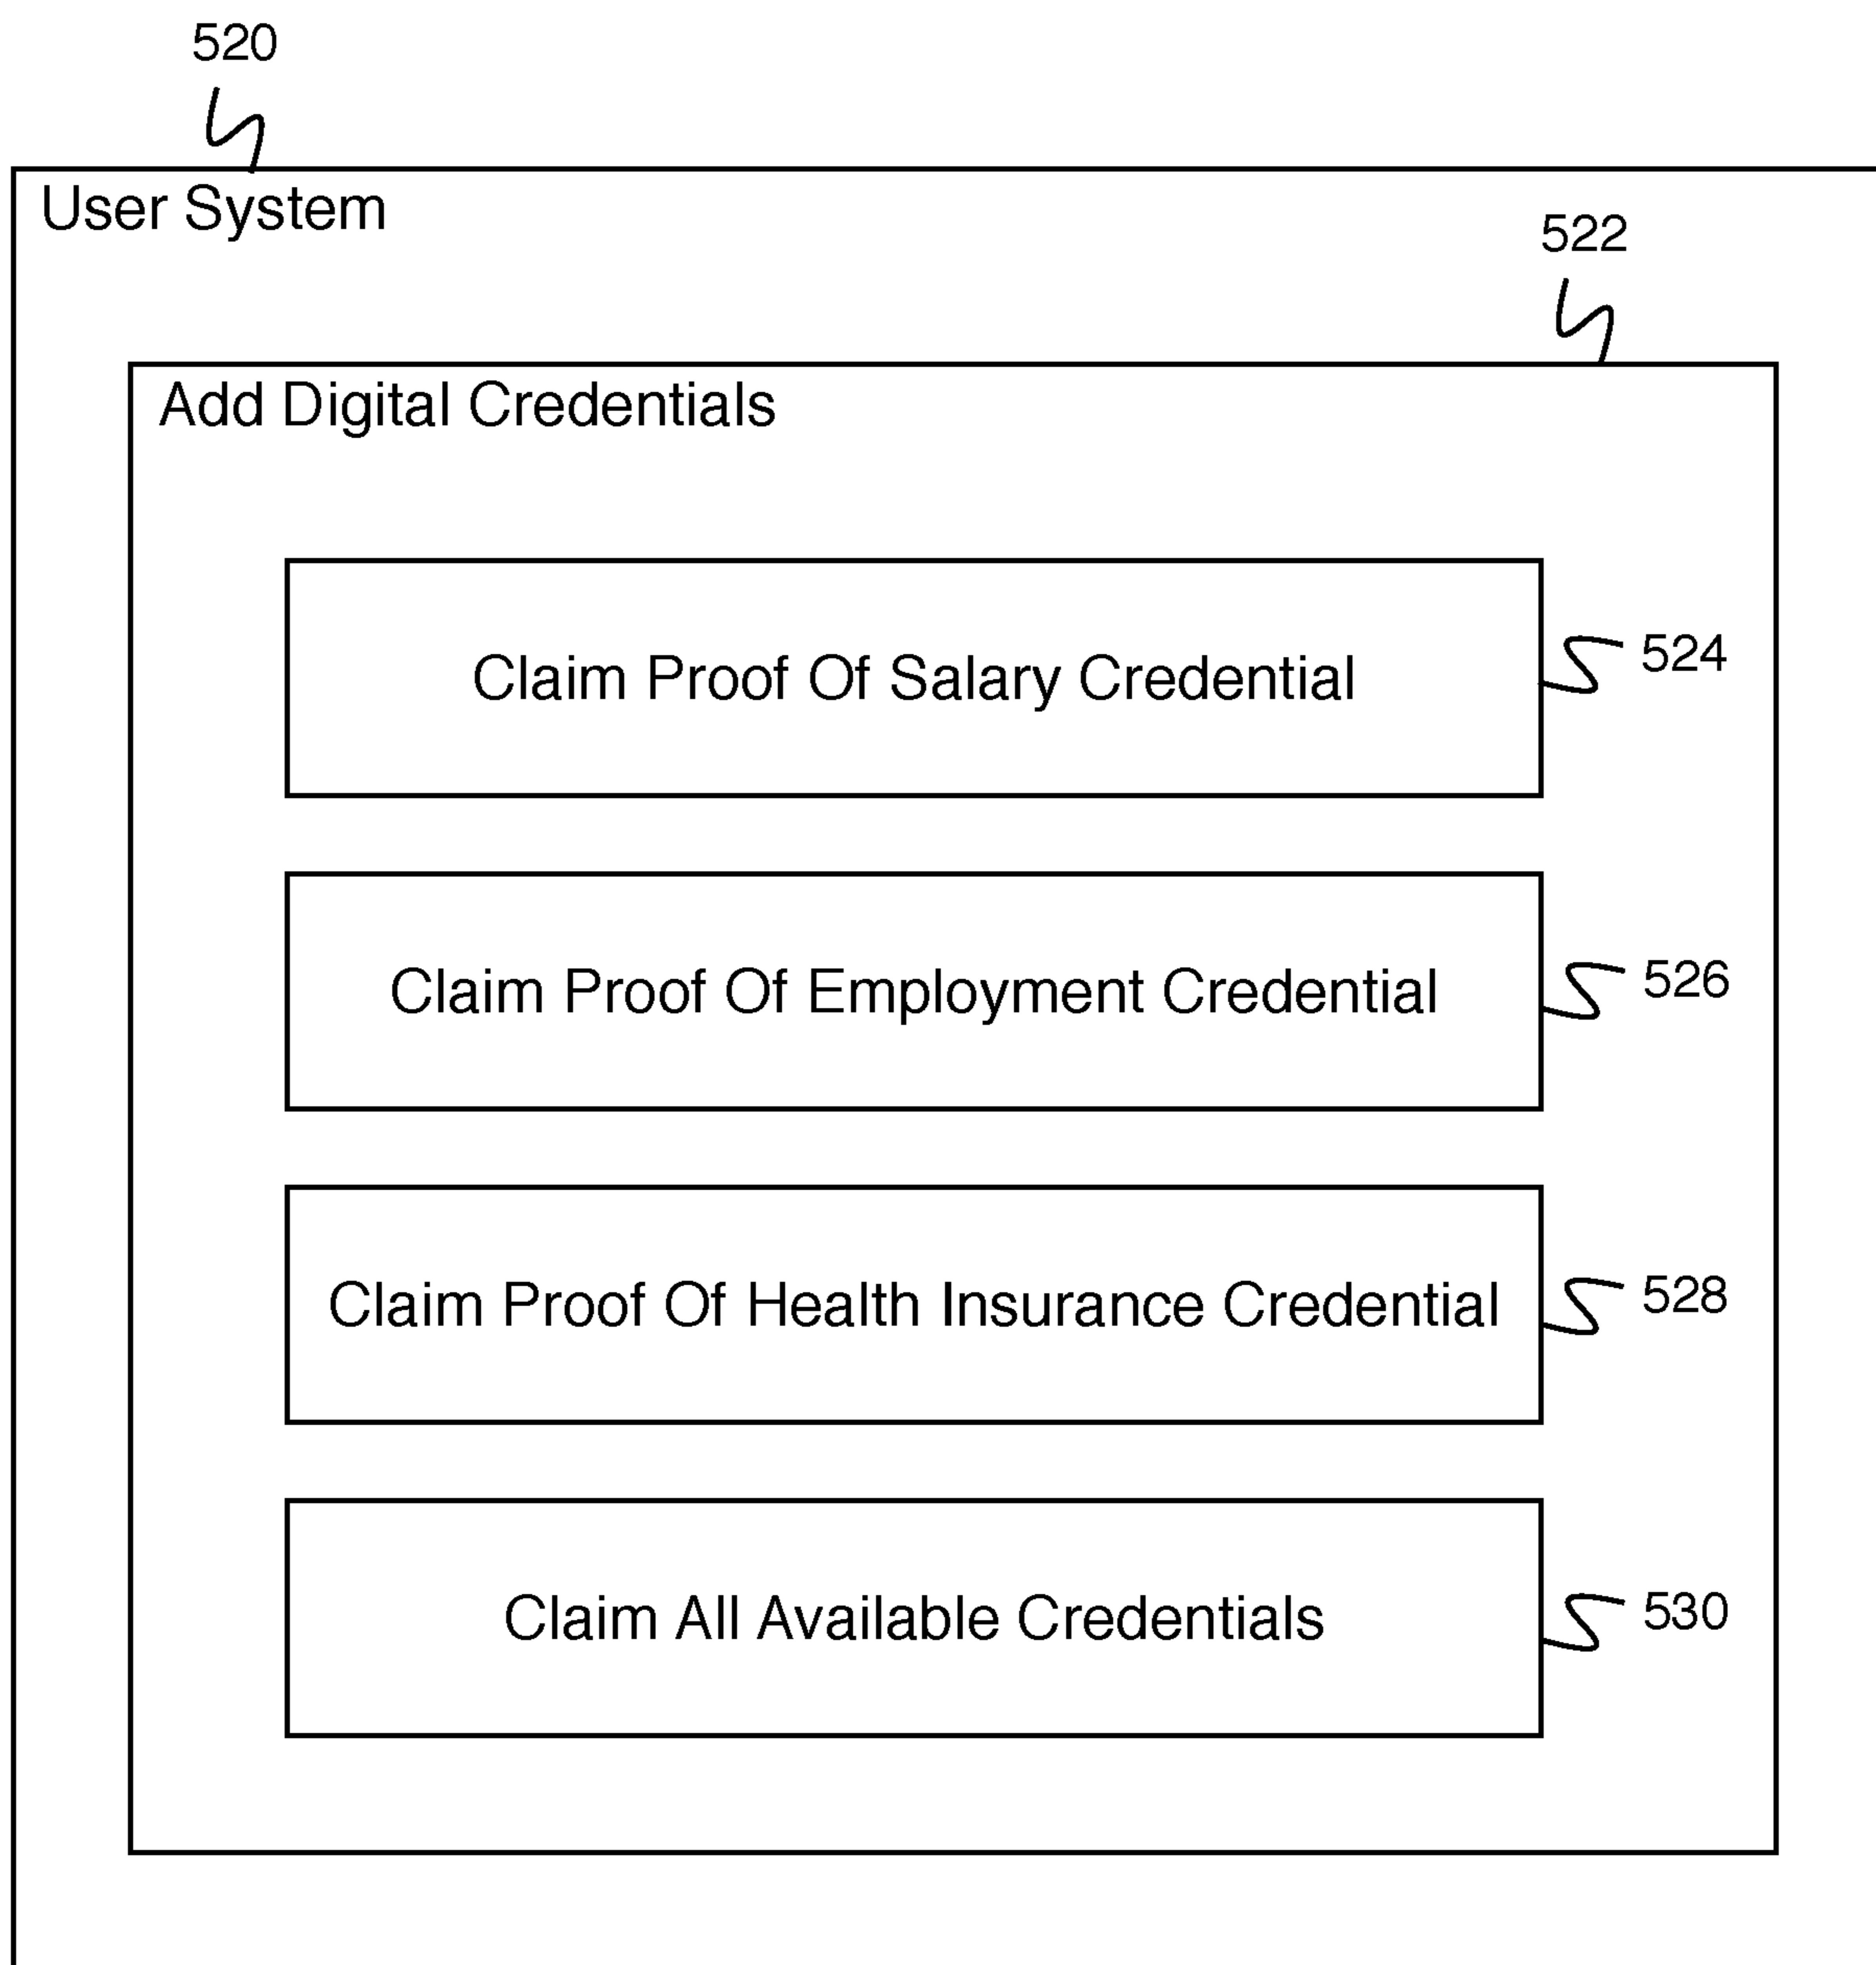 520
User System
522
Add Digital Credentials
Claim Proof Of Salary Credential
524
Claim Proof Of Employment Credential
526
Claim Proof Of Health Insurance Credential
528
Claim All Available Credentials
530